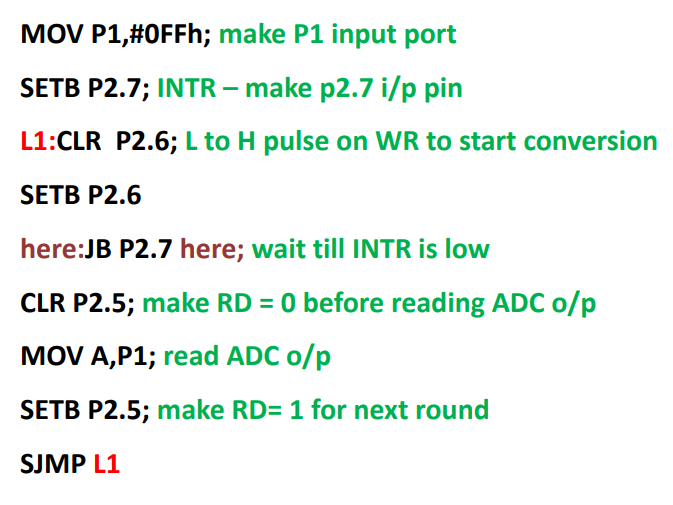 MOV P1,#0FFh; make P1 input port
SETB P2.7; INTR – make p2.7 i/p pin
L1:CLR  P2.6; L to H pulse on WR to start conversion
SETB P2.6
here:JB P2.7 here; wait till INTR is low
CLR P2.5; make RD = 0 before reading ADC o/p
MOV A,P1; read ADC o/p
SETB P2.5; make RD= 1 for next round
SJMP L1